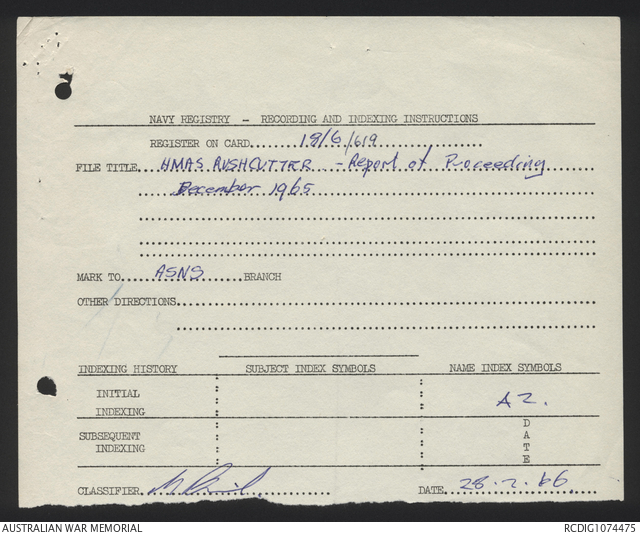 NAVY REGISTRY - RECORDING AND INDEXING INSTRUCTIONS
REGISTER ON CARD........18/6/619....................
FILE TITLE...HMAS RUSHCUTTER - Report of Proceeding
December 1965
MARK TO......ASNS.......BRANCH
OTHER DIRECTIONS
INDEXING HISTORY SUBJECT INDEX SYMBOLS NAME INDEX SYMBOLS
INITIAL
INDEXING A2.
SUBSEQUENT
INDEXING
D
A
T
E
CLASSIFIER DATE 28.2.66
AUSTRALIAN WAR MEMORIAL RCDIG1074475